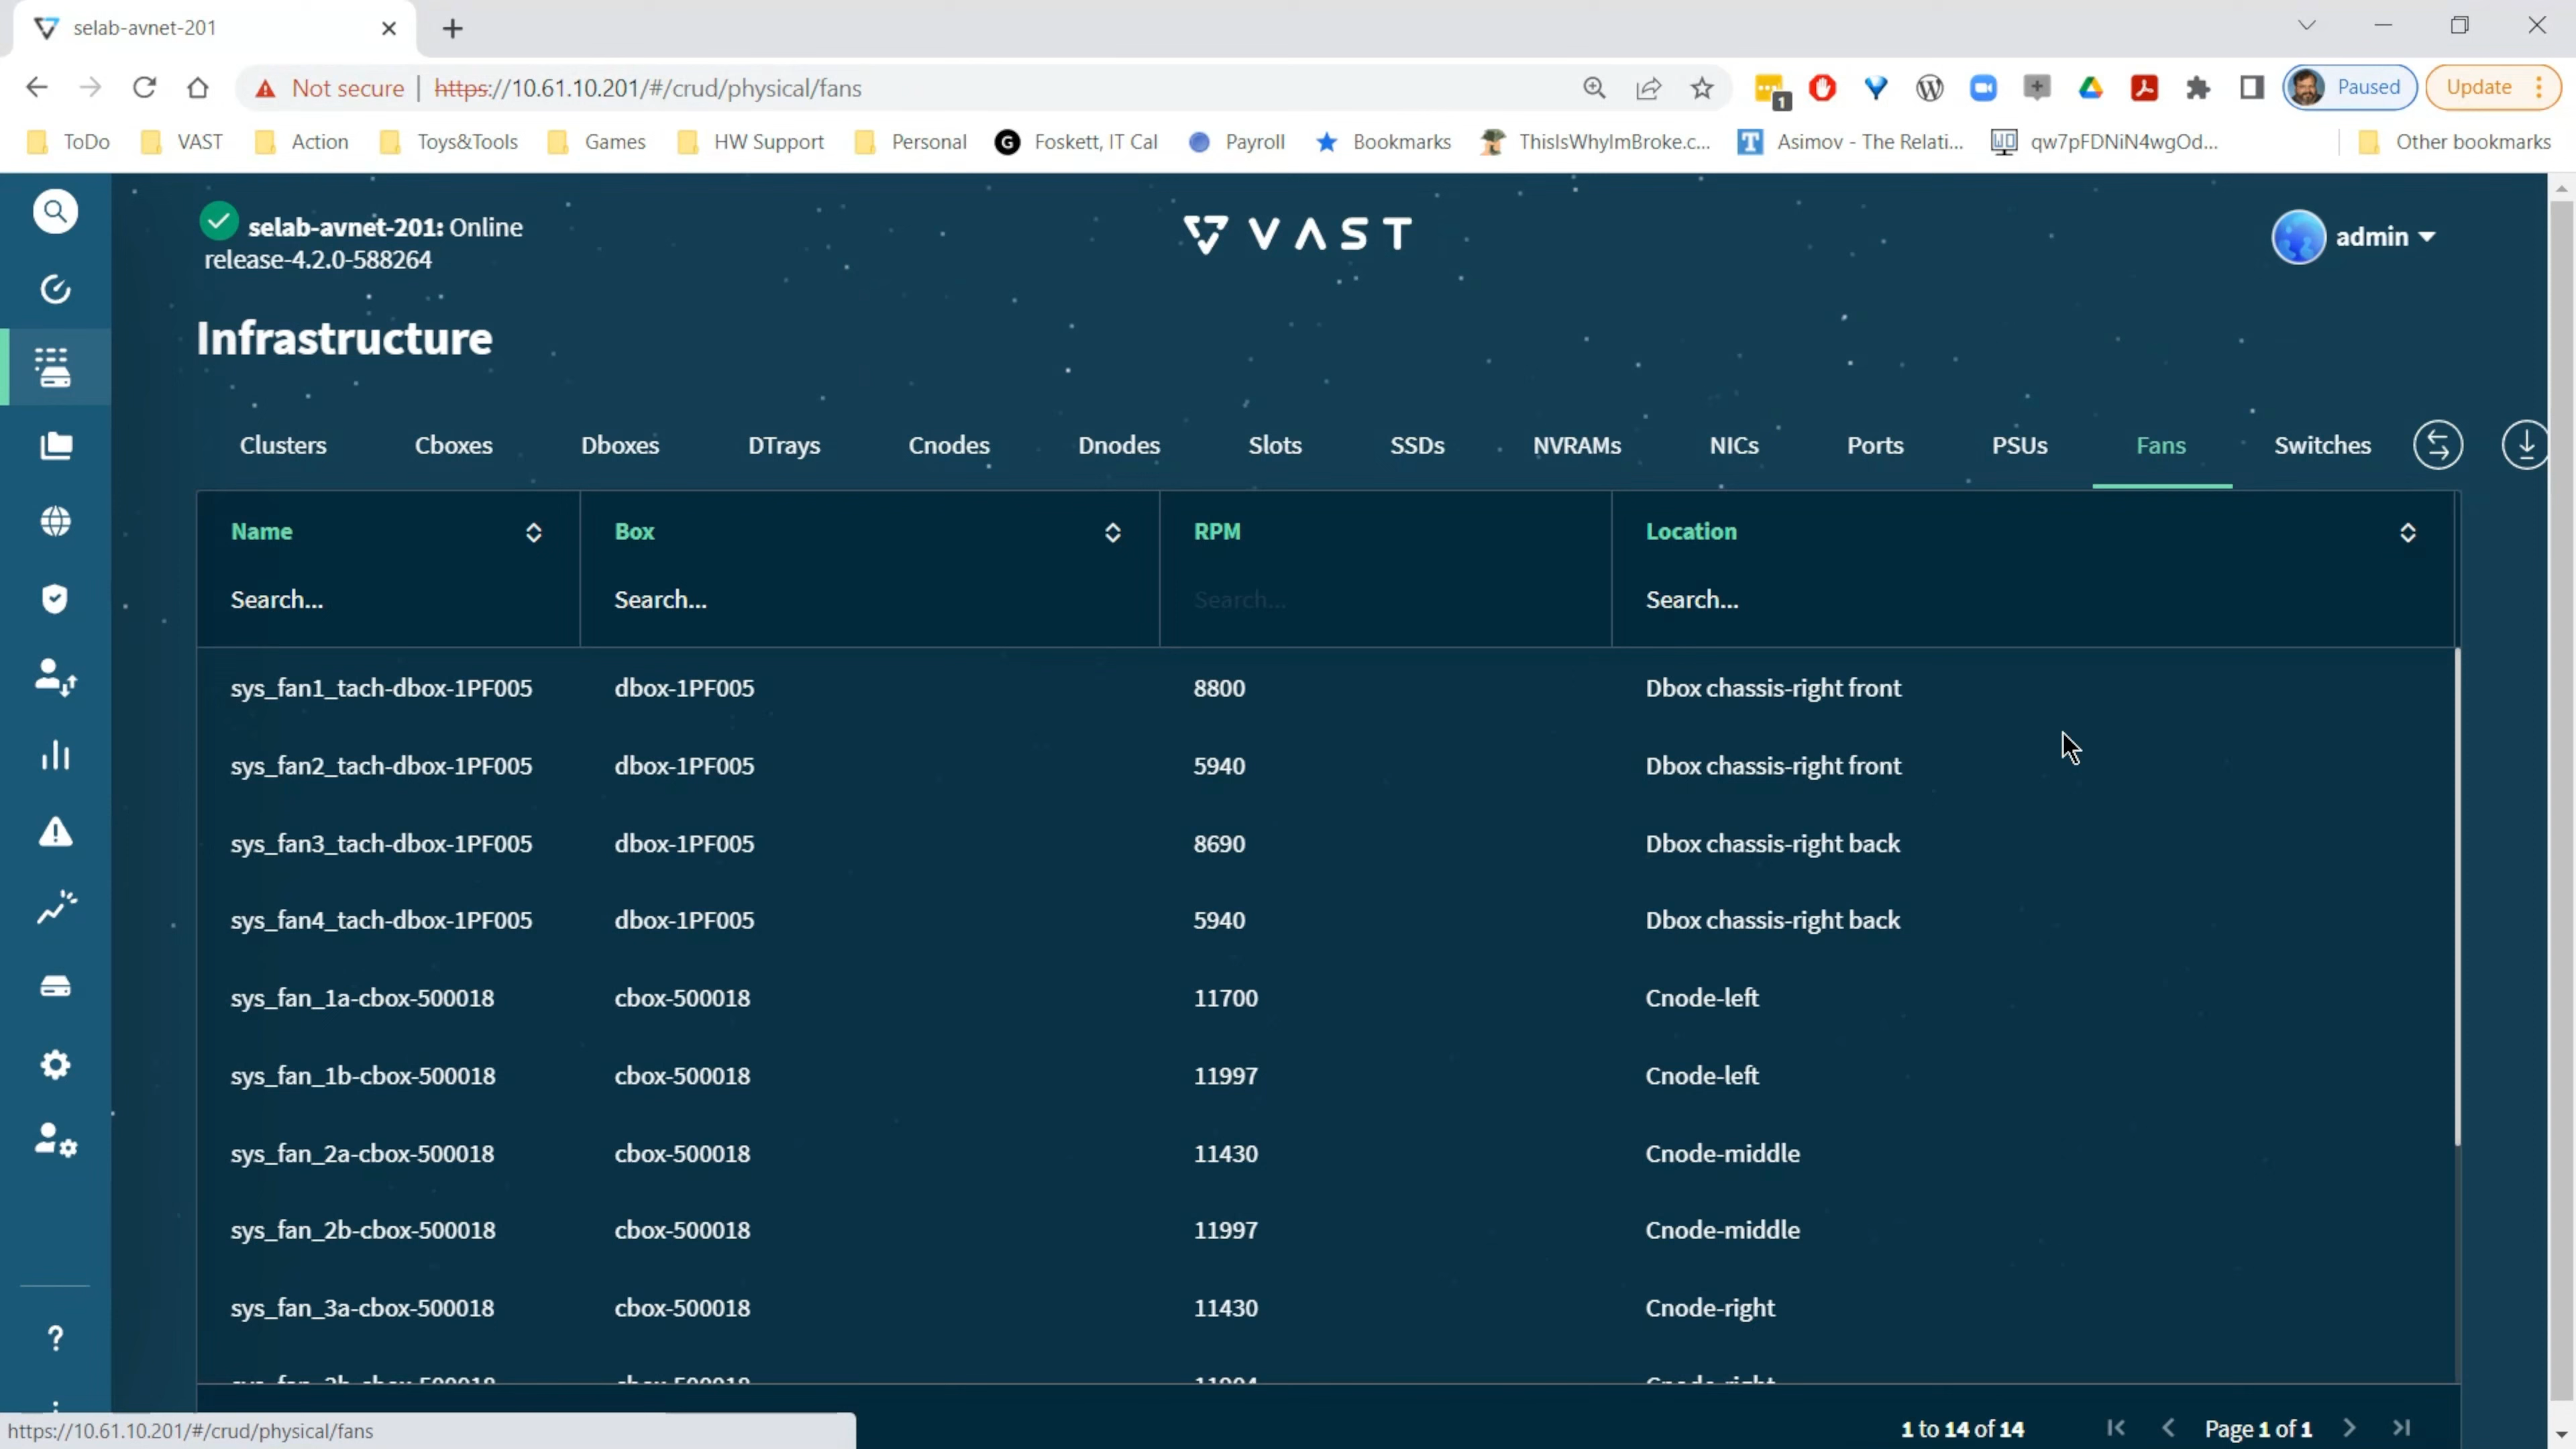 selab-avnet-201
Not secure | https://10.61.10.201/#/crud/physical/fans
1
Paused
Update
ToDo VAST Action Toys&Tools Games HW Support Personal Foskett, IT Cal Payroll Bookmarks ThisIsWhyImBroke.c... Asimov - The Relati... qw7pFDNiN4wgOd... Other bookmarks
selab-avnet-201: Online
release-4.2.0-588264
VAST
admin
Infrastructure
Clusters Cboxes Dboxes DTrays Cnodes Dnodes Slots SSDs NVRAMs NICs Ports PSUs Fans Switches
Name Box RPM Location
Search... Search... Search... Search...
sys_fan1_tach-dbox-1PF005 dbox-1PF005 8800 Dbox chassis-right front
sys_fan2_tach-dbox-1PF005 dbox-1PF005 5940 Dbox chassis-right front
sys_fan3_tach-dbox-1PF005 dbox-1PF005 8690 Dbox chassis-right back
sys_fan4_tach-dbox-1PF005 dbox-1PF005 5940 Dbox chassis-right back
sys_fan_1a-cbox-500018 cbox-500018 11700 Cnode-left
sys_fan_1b-cbox-500018 cbox-500018 11997 Cnode-left
sys_fan_2a-cbox-500018 cbox-500018 11430 Cnode-middle
sys_fan_2b-cbox-500018 cbox-500018 11997 Cnode-middle
sys_fan_3a-cbox-500018 cbox-500018 11430 Cnode-right
https://10.61.10.201/#/crud/physical/fans
1 to 14 of 14 Page 1 of 1